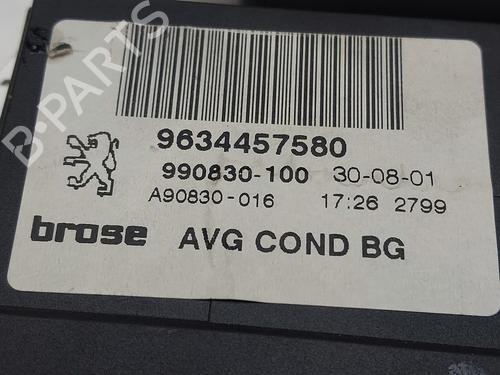 B-PARTS
9634457580
990830-100 30-08-01
A90830-016 17:26 2799
brose AVG COND BG